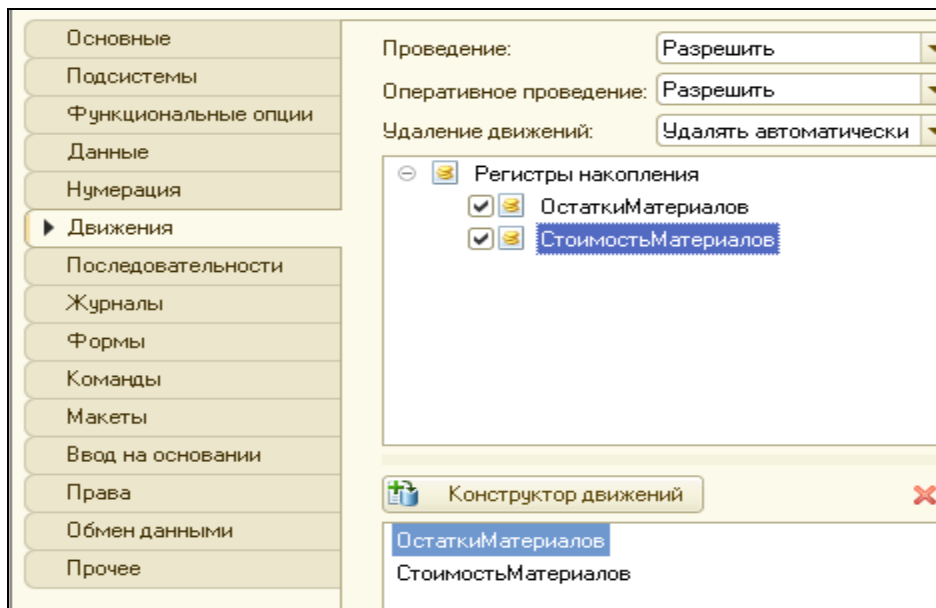 Основные
Подсистемы
Функциональные опции
Данные
Нумерация
Движения
Последовательности
Журналы
Формы
Команды
Макеты
Ввод на основании
Права
Обмен данными
Прочее
Проведение: Разрешить
Оперативное проведение: Разрешить
Удаление движений: Удалять автоматически
Регистры накопления
ОстаткиМатериалов
СтоимостьМатериалов
Конструктор движений
ОстаткиМатериалов
СтоимостьМатериалов